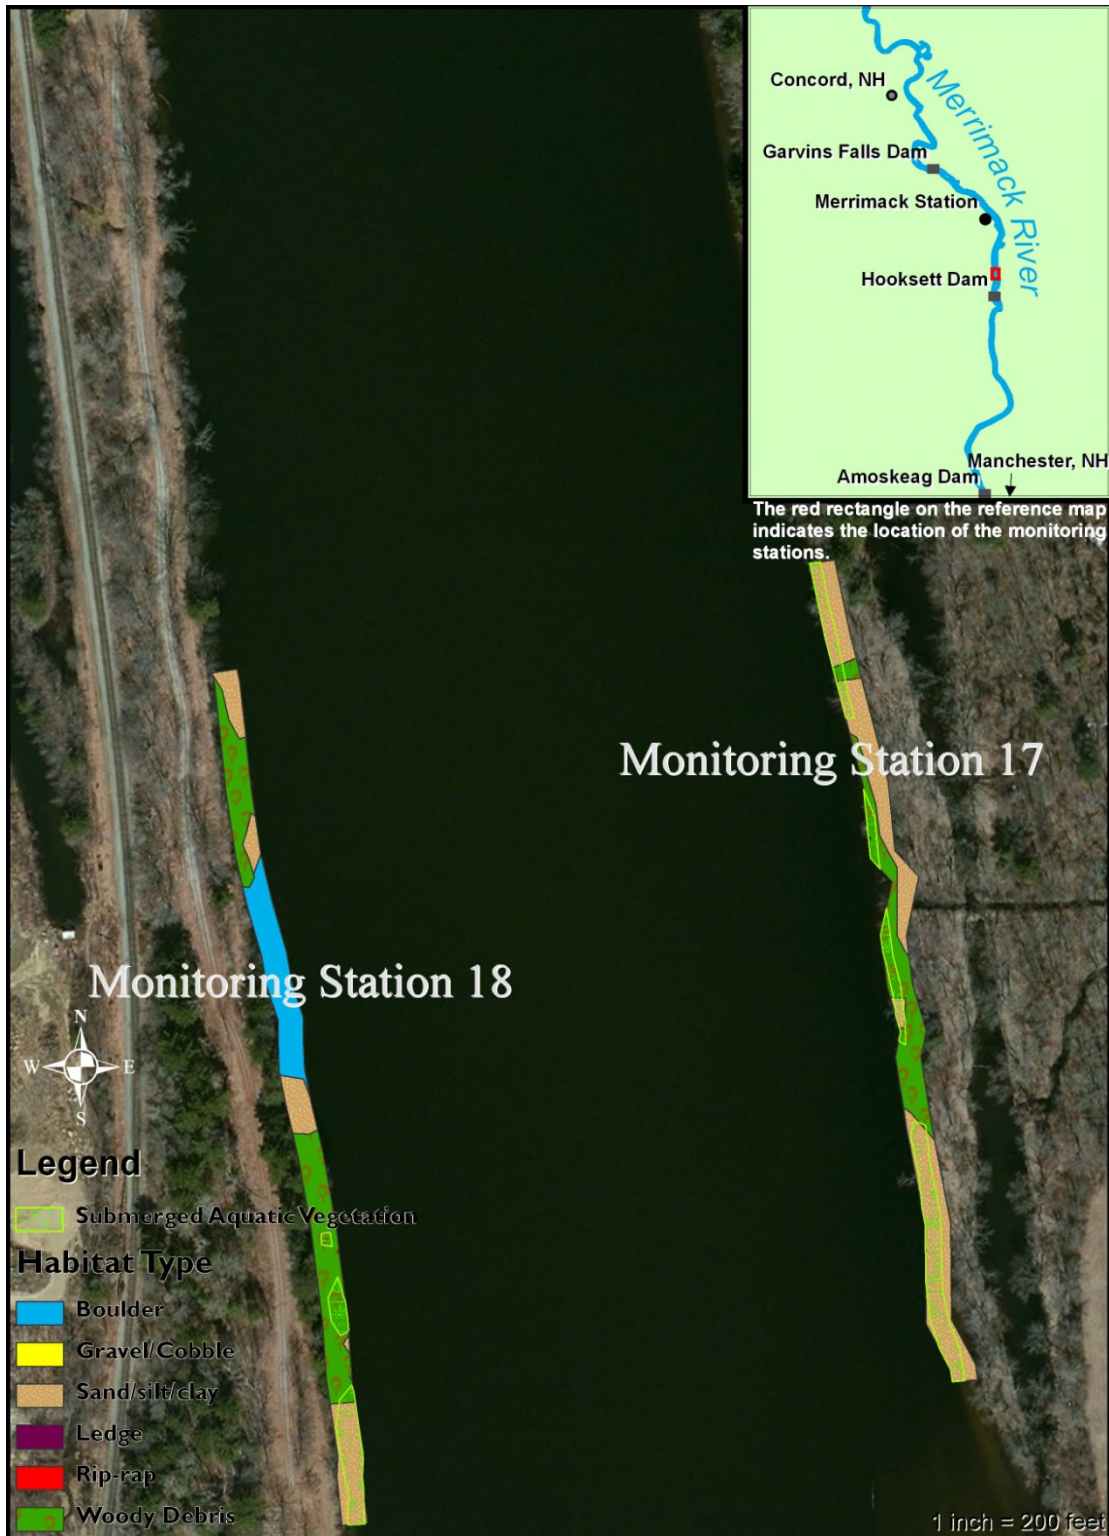 Concord, NH
Merrimack River
Garvins Falls Dam
Merrimack Station
Hooksett Dam
Amoskeag Dam
Manchester, NH
The red rectangle on the reference map
indicates the location of the monitoring
stations.
Monitoring Station 17
Monitoring Station 18
N
W
E
S
Legend
Submerged Aquatic Vegetation
Habitat Type
Boulder
Gravel/Cobble
Sand/silt/clay
Ledge
Rip-rap
Woody Debris
1 inch = 200 feet